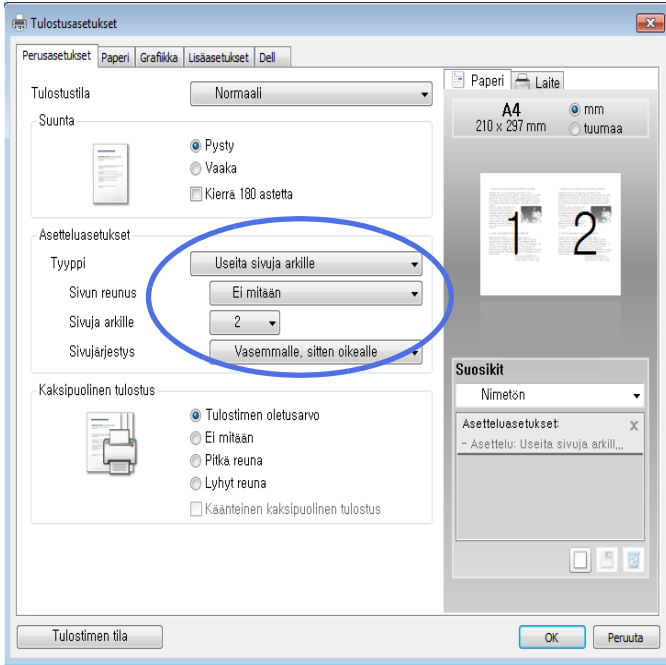 Tulostusasetukset
Perusasetukset Paperi Grafiikka Lisäasetukset Dell
Tulostustila Normaali
Suunta
Pysty
Vaaka
Kierrä 180 astetta
Asetteluasetukset
Tyyppi Useita sivuja arkille
Sivun reunus Ei mitään
Sivuja arkille 2
Sivujärjestys Vasemmalle, sitten oikealle
Kaksipuolinen tulostus
Tulostimen oletusarvo
Ei mitään
Pitkä reuna
Lyhyt reuna
Käänteinen kaksipuolinen tulostus
Paperi Laite
A4 mm
210 x 297 mm tuumaa
1 2
Suosikit
Nimetön
Asetteluasetukset: X
- Asettelu: Useita sivuja arkill...
Tulostimen tila OK Peruuta